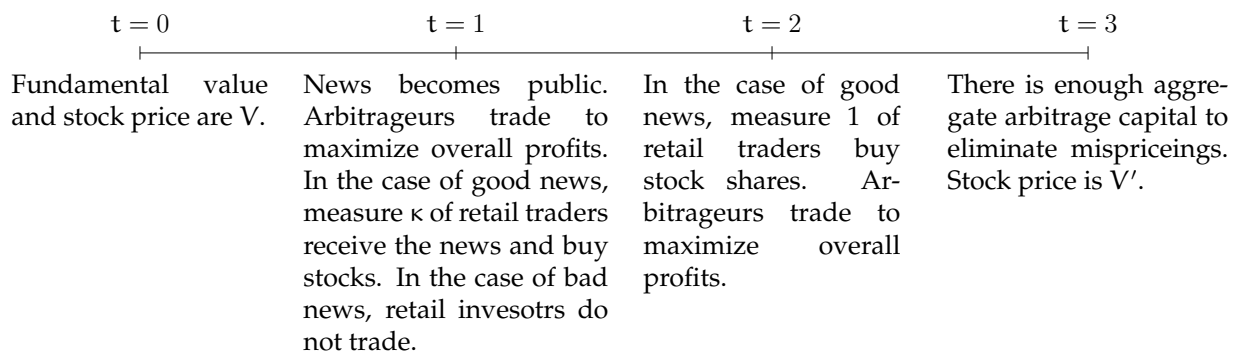 t = 0
t = 1
t = 2
t = 3
Fundamental value
and stock price are V.
News becomes public.
Arbitrageurs trade to
maximize overall profits.
In the case of good news,
measure κ of retail traders
receive the news and buy
stocks. In the case of bad
news, retail invesotrs do
not trade.
In the case of good
news, measure 1 of
retail traders buy
stock shares. Ar-
bitrageurs trade to
maximize overall
profits.
There is enough aggre-
gate arbitrage capital to
eliminate mispriceings.
Stock price is V′.